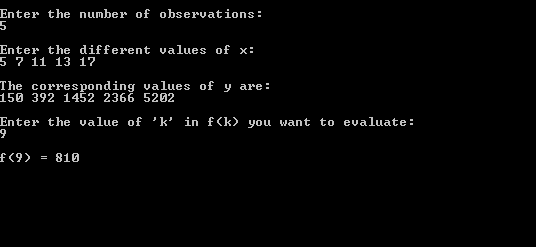 Enter the number of observations:
5
Enter the different values of x:
5 7 11 13 17
The corresponding values of y are:
150 392 1452 2366 5202
Enter the value of 'k' in f(k) you want to evaluate:
9
f(9) = 810